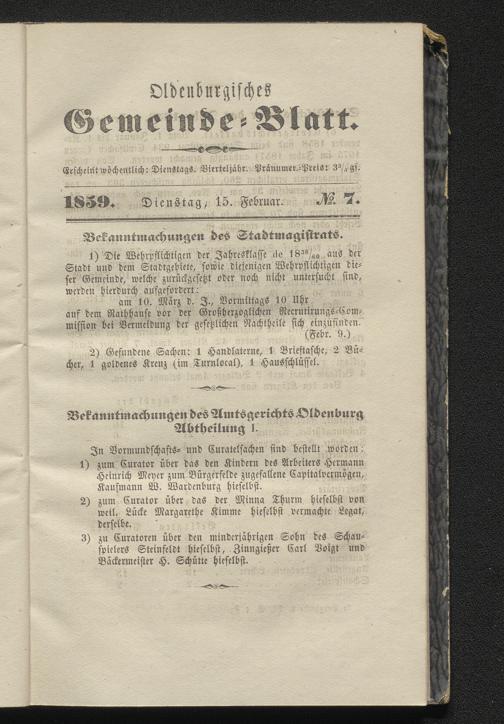 Oldenburgisches
Gemeinde-Blatt.
Erscheint wöchentlich: Dienstags. Vierteljähr. Pränumer.-Preis: 3¾ gf.
1859. Dienstag, 15. Februar. № 7.
Bekanntmachungen des Stadtmagistrats.
1) Die Wehrpflichtigen der Jahresklasse de 18⁵⁹/₆₀ aus der
Stadt und dem Stadtgebiete, sowie diejenigen Wehrpflichtigen die-
ser Gemeinde, welche zurückgesetzt oder noch nicht untersucht sind,
werden hierdurch aufgefordert:
am 10. März d. J., Vormittags 10 Uhr
auf dem Rathhause vor der Großherzoglichen Recrutirungs-Com-
mission bei Vermeidung der gesetzlichen Nachtheile sich einzufinden.
(Febr. 9.)
2) Gefundene Sachen: 1 Handlaterne, 1 Brieftasche, 2 Bü-
cher, 1 goldenes Kreuz (im Turnlocal), 1 Hausschlüssel.
Bekanntmachungen des Amtsgerichts Oldenburg
Abtheilung I.
In Vormundschafts- und Curatelsachen sind bestellt worden:
1) zum Curator über das den Kindern des Arbeiters Hermann
Heinrich Meyer zum Bürgerfelde zugefallene Capitalvermögen,
Kaufmann W. Wardenburg hieselbst.
2) zum Curator über das der Minna Thurm hieselbst von
weil. Lücke Margarethe Kimme hieselbst vermachte Legat,
derselbe.
3) zu Curatoren über den minderjährigen Sohn des Schau-
spielers Steinfeldt hieselbst, Zinngießer Carl Voigt und
Bäckermeister H. Schütte hieselbst.